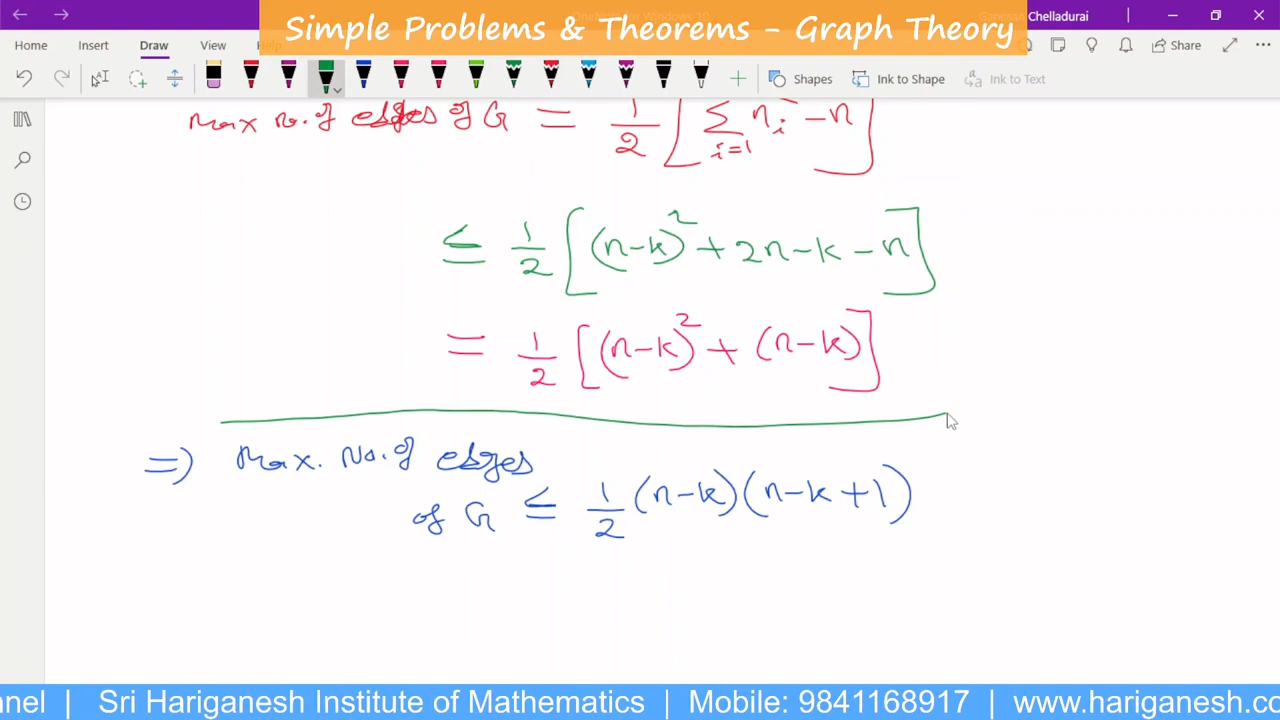 Simple Problems & Theorems - Graph Theory
Chelladurai
Home Insert Draw View Share
Shapes Ink to Shape Ink to Text
Max no. of edges of G = 1/2 [ Σ i=1 nᵢ² - n ]
≤ 1/2 [ (n-k)² + 2n - k - n ]
= 1/2 [ (n-k)² + (n-k) ]
=> Max. No. of edges
of G ≤ 1/2 (n-k)(n-k+1)
nnel | Sri Hariganesh Institute of Mathematics | Mobile: 9841168917 | www.hariganesh.co